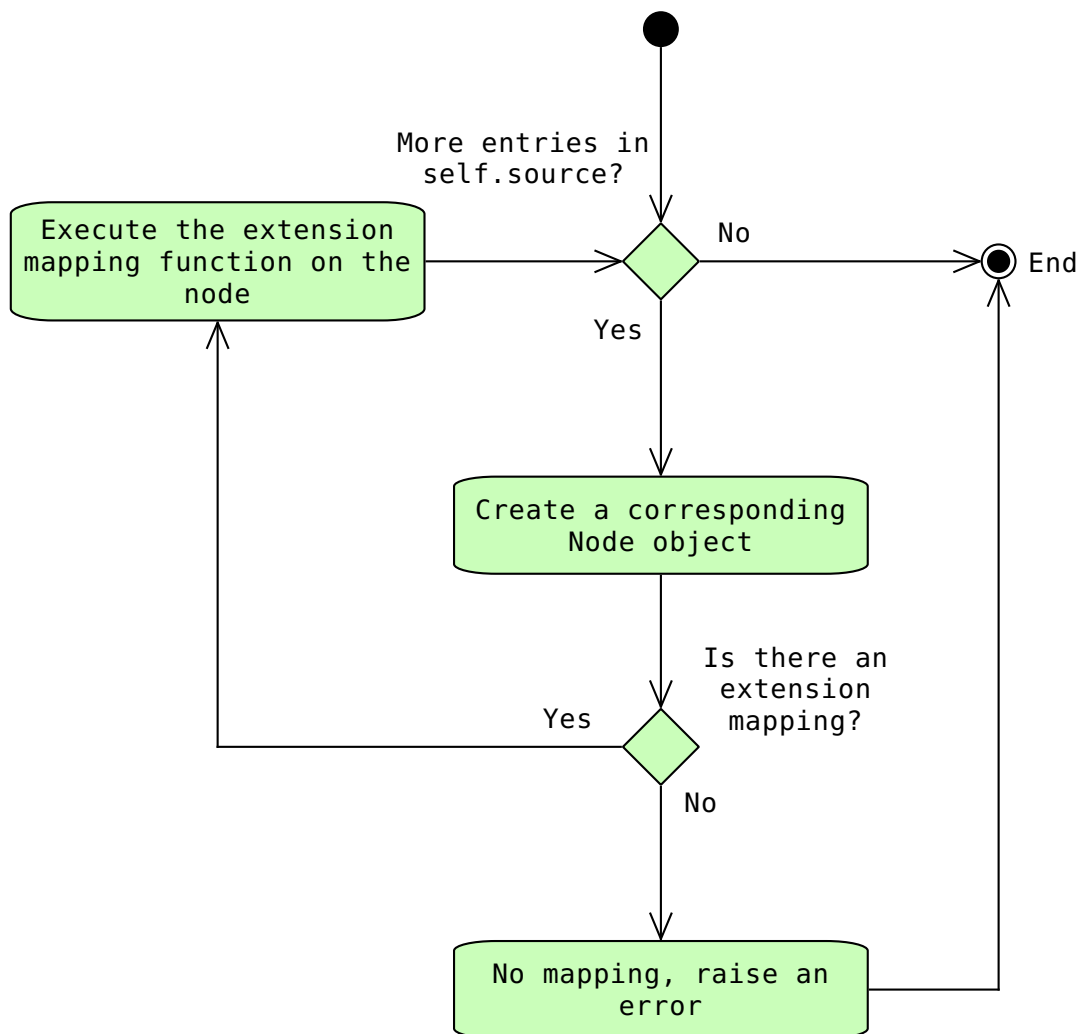 More entries in
self.source?
Execute the extension
mapping function on the
node
No
End
Yes
Create a corresponding
Node object
Is there an
extension
mapping?
Yes
No
No mapping, raise an
error